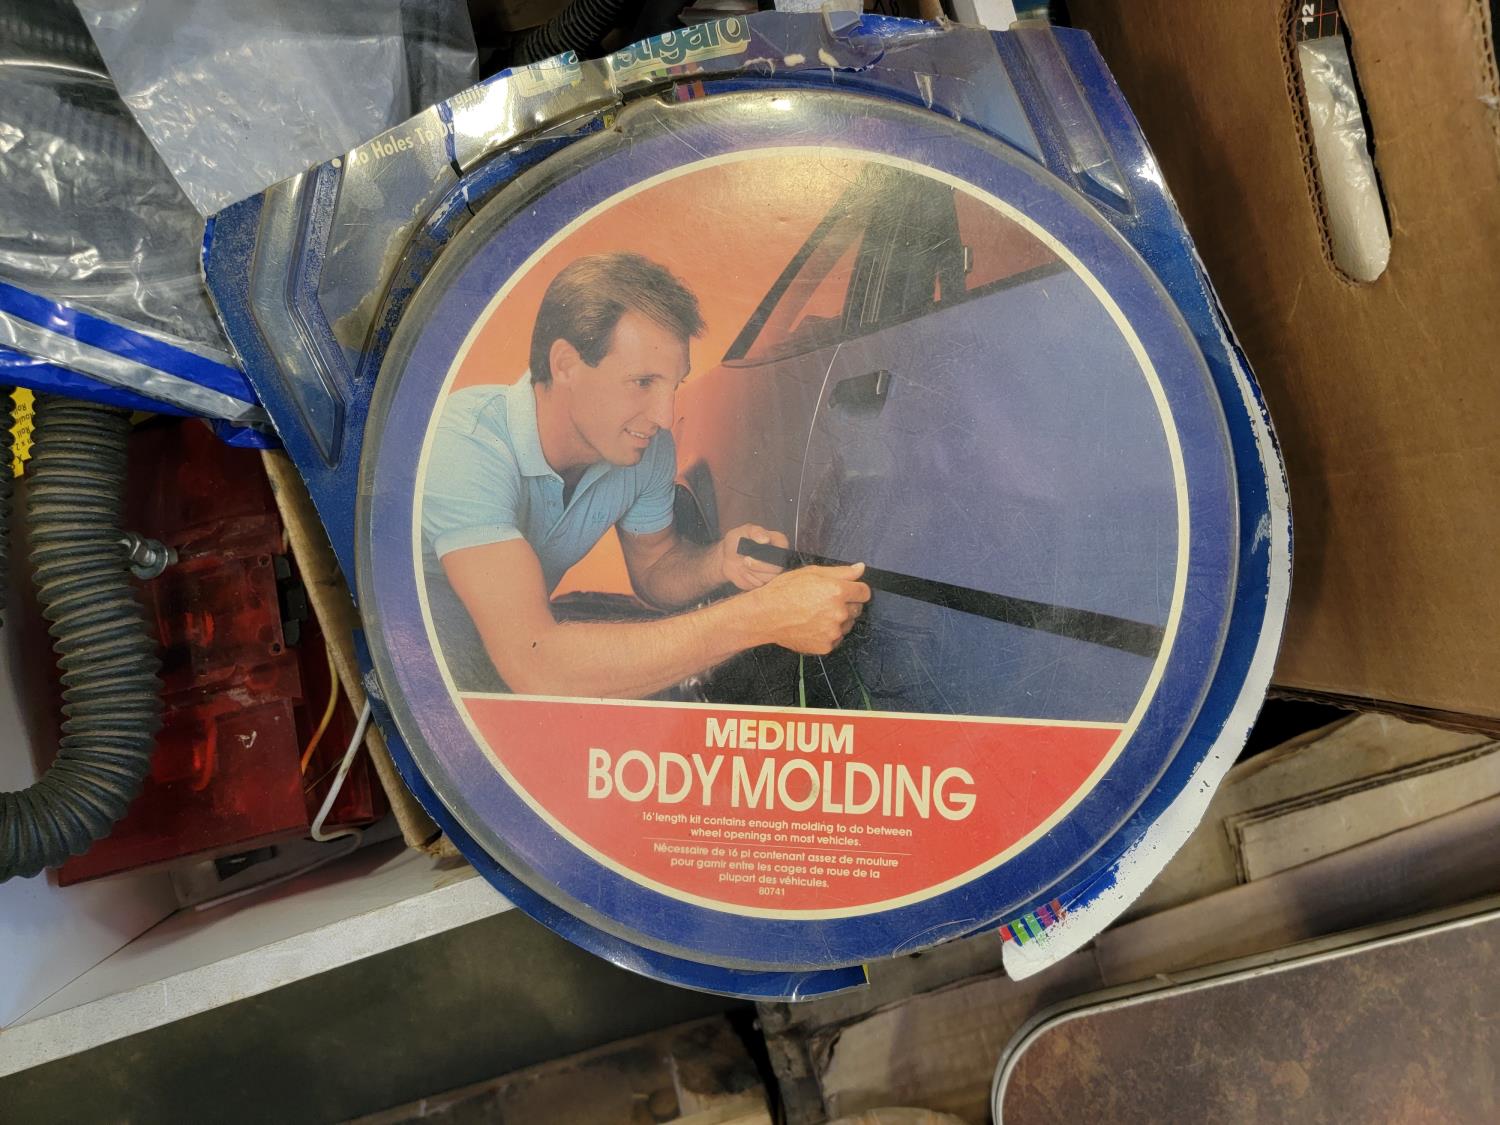 No Holes To
MEDIUM
BODY MOLDING
16' length kit contains enough molding to do between
wheel openings on most vehicles.
Nécessaire de 16 pi contenant assez de moulure
pour garnir entre les cages de roue de la
plupart des véhicules.
80741
12